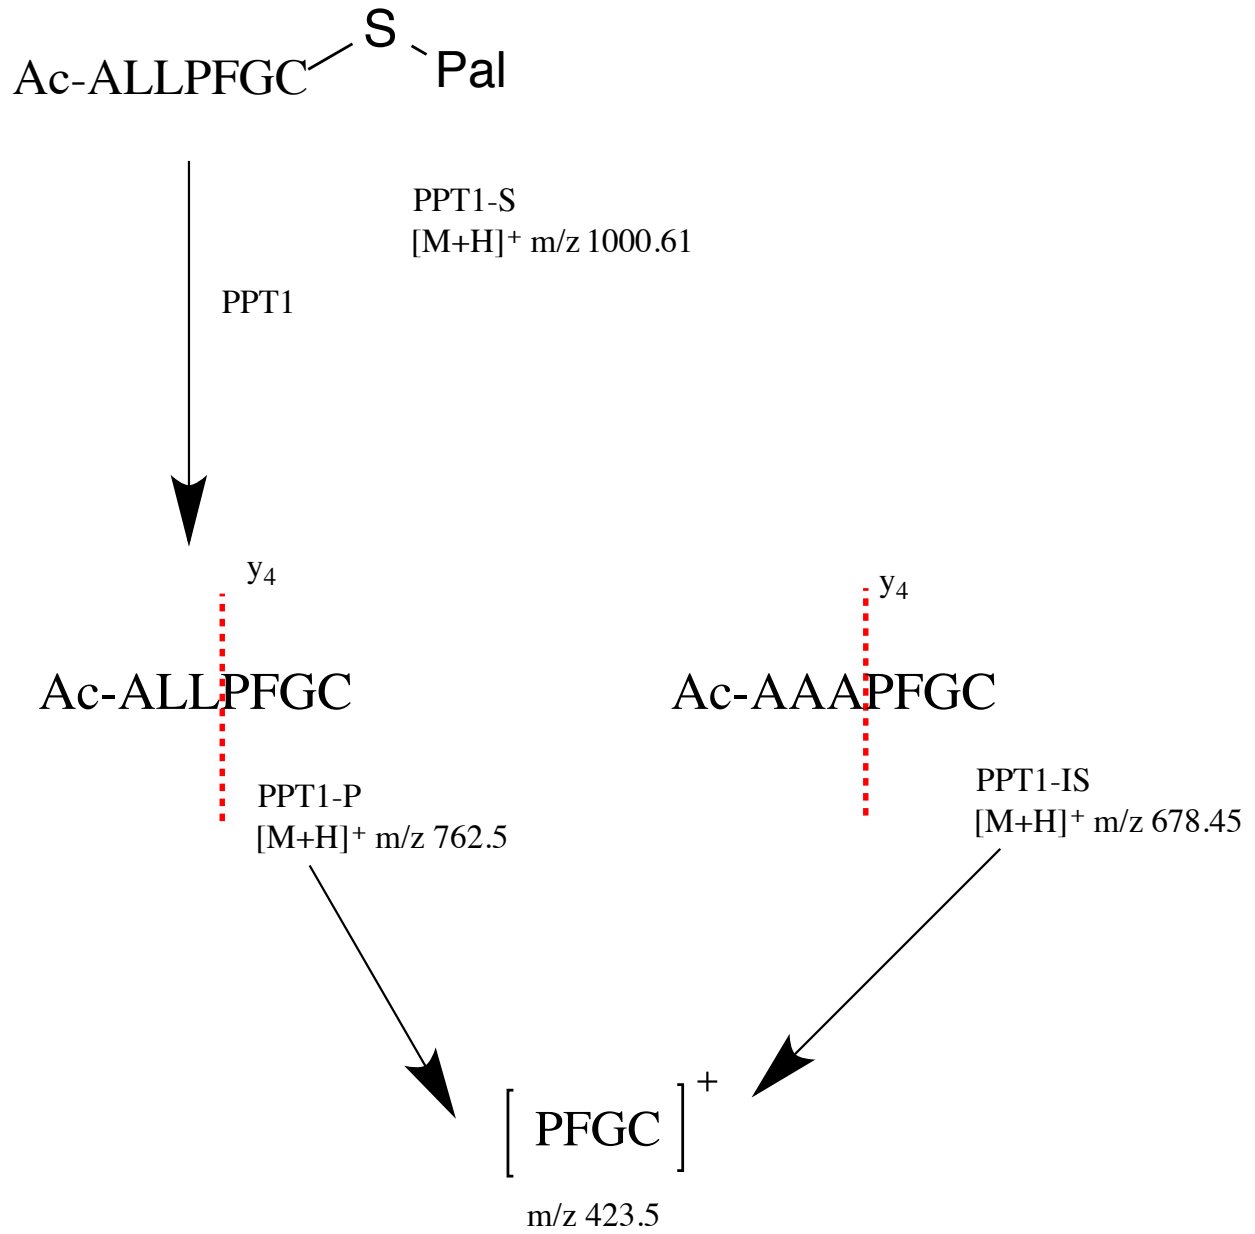 S
Pal
Ac-ALLPFGC
PPT1-S
[M+H]⁺ m/z 1000.61
PPT1
y₄
y₄
Ac-ALLPFGC
Ac-AAAPFGC
PPT1-P
[M+H]⁺ m/z 762.5
PPT1-IS
[M+H]⁺ m/z 678.45
[ PFGC ]⁺
m/z 423.5